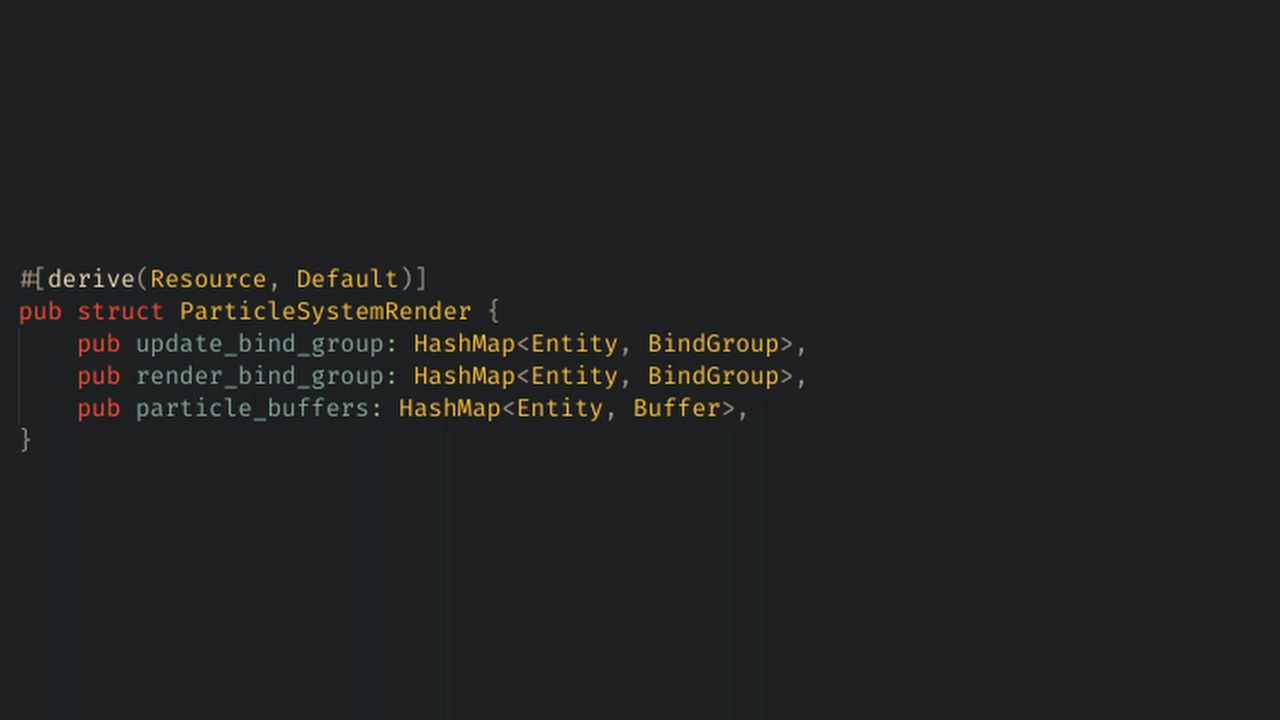 #[derive(Resource, Default)]
pub struct ParticleSystemRender {
    pub update_bind_group: HashMap<Entity, BindGroup>,
    pub render_bind_group: HashMap<Entity, BindGroup>,
    pub particle_buffers: HashMap<Entity, Buffer>,
}